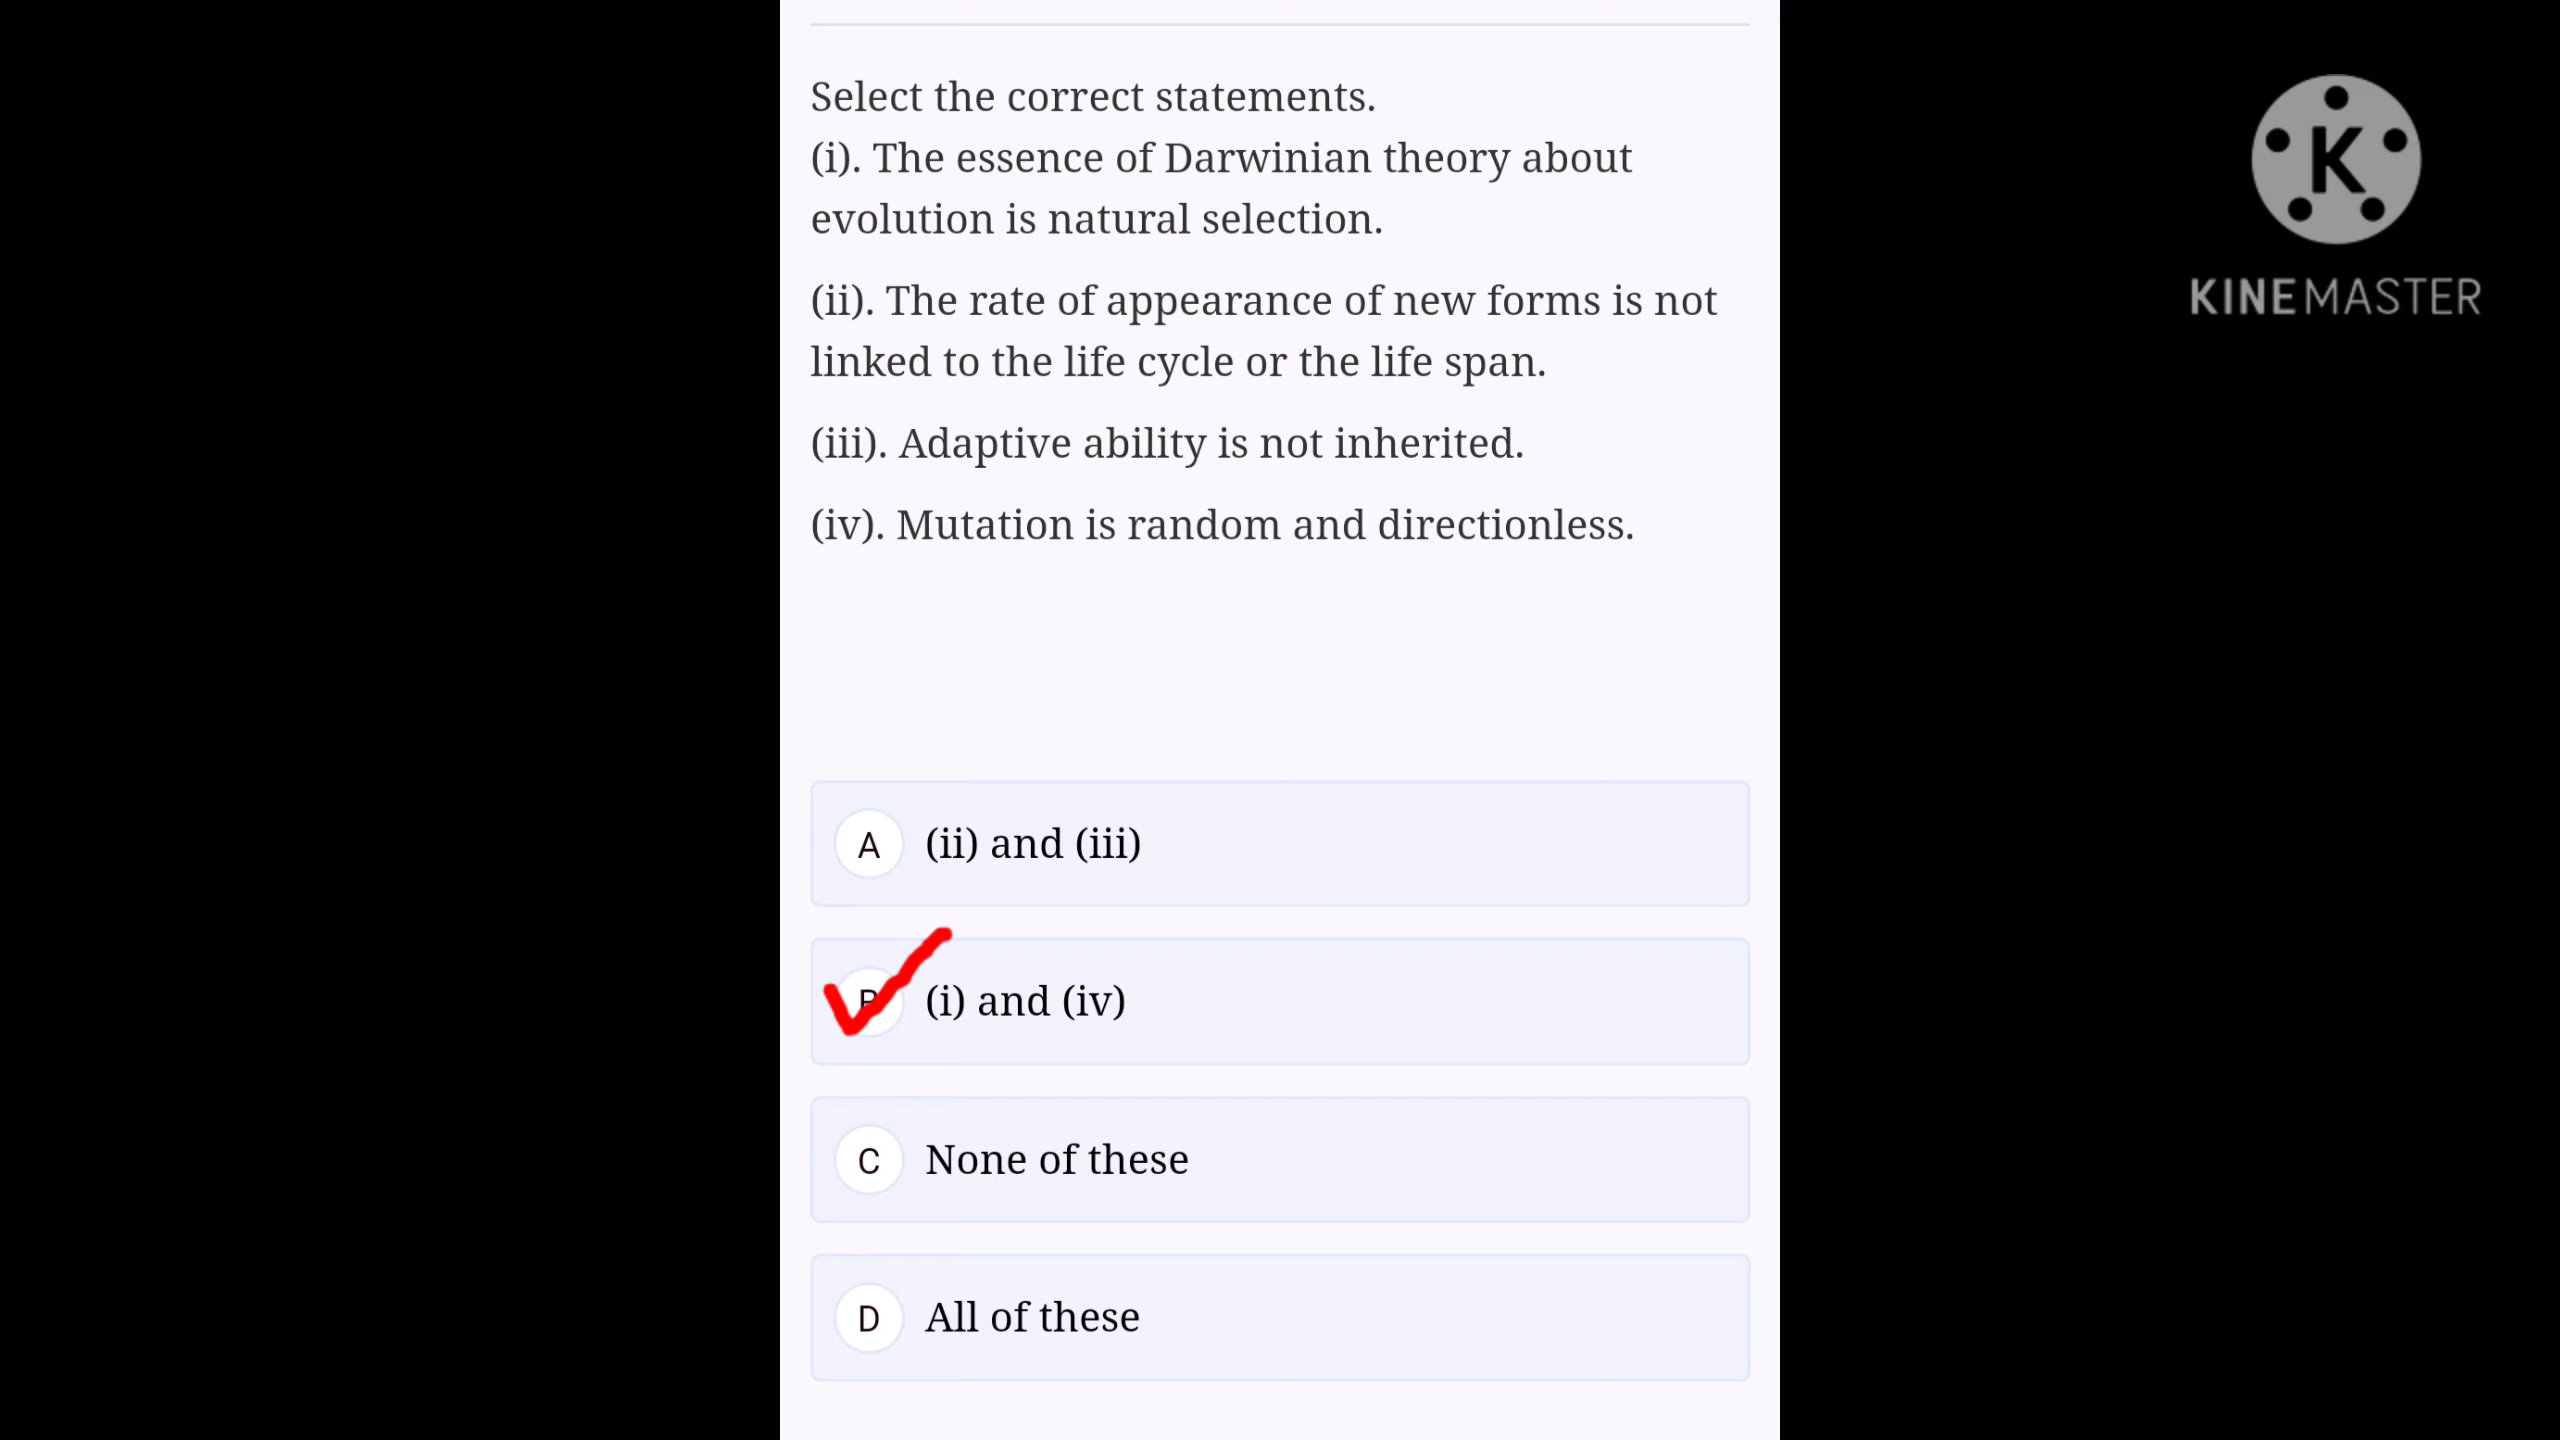 Select the correct statements.
(i). The essence of Darwinian theory about
evolution is natural selection.
(ii). The rate of appearance of new forms is not
linked to the life cycle or the life span.
(iii). Adaptive ability is not inherited.
(iv). Mutation is random and directionless.
A (ii) and (iii)
B (i) and (iv)
C None of these
D All of these
K
KINEMASTER